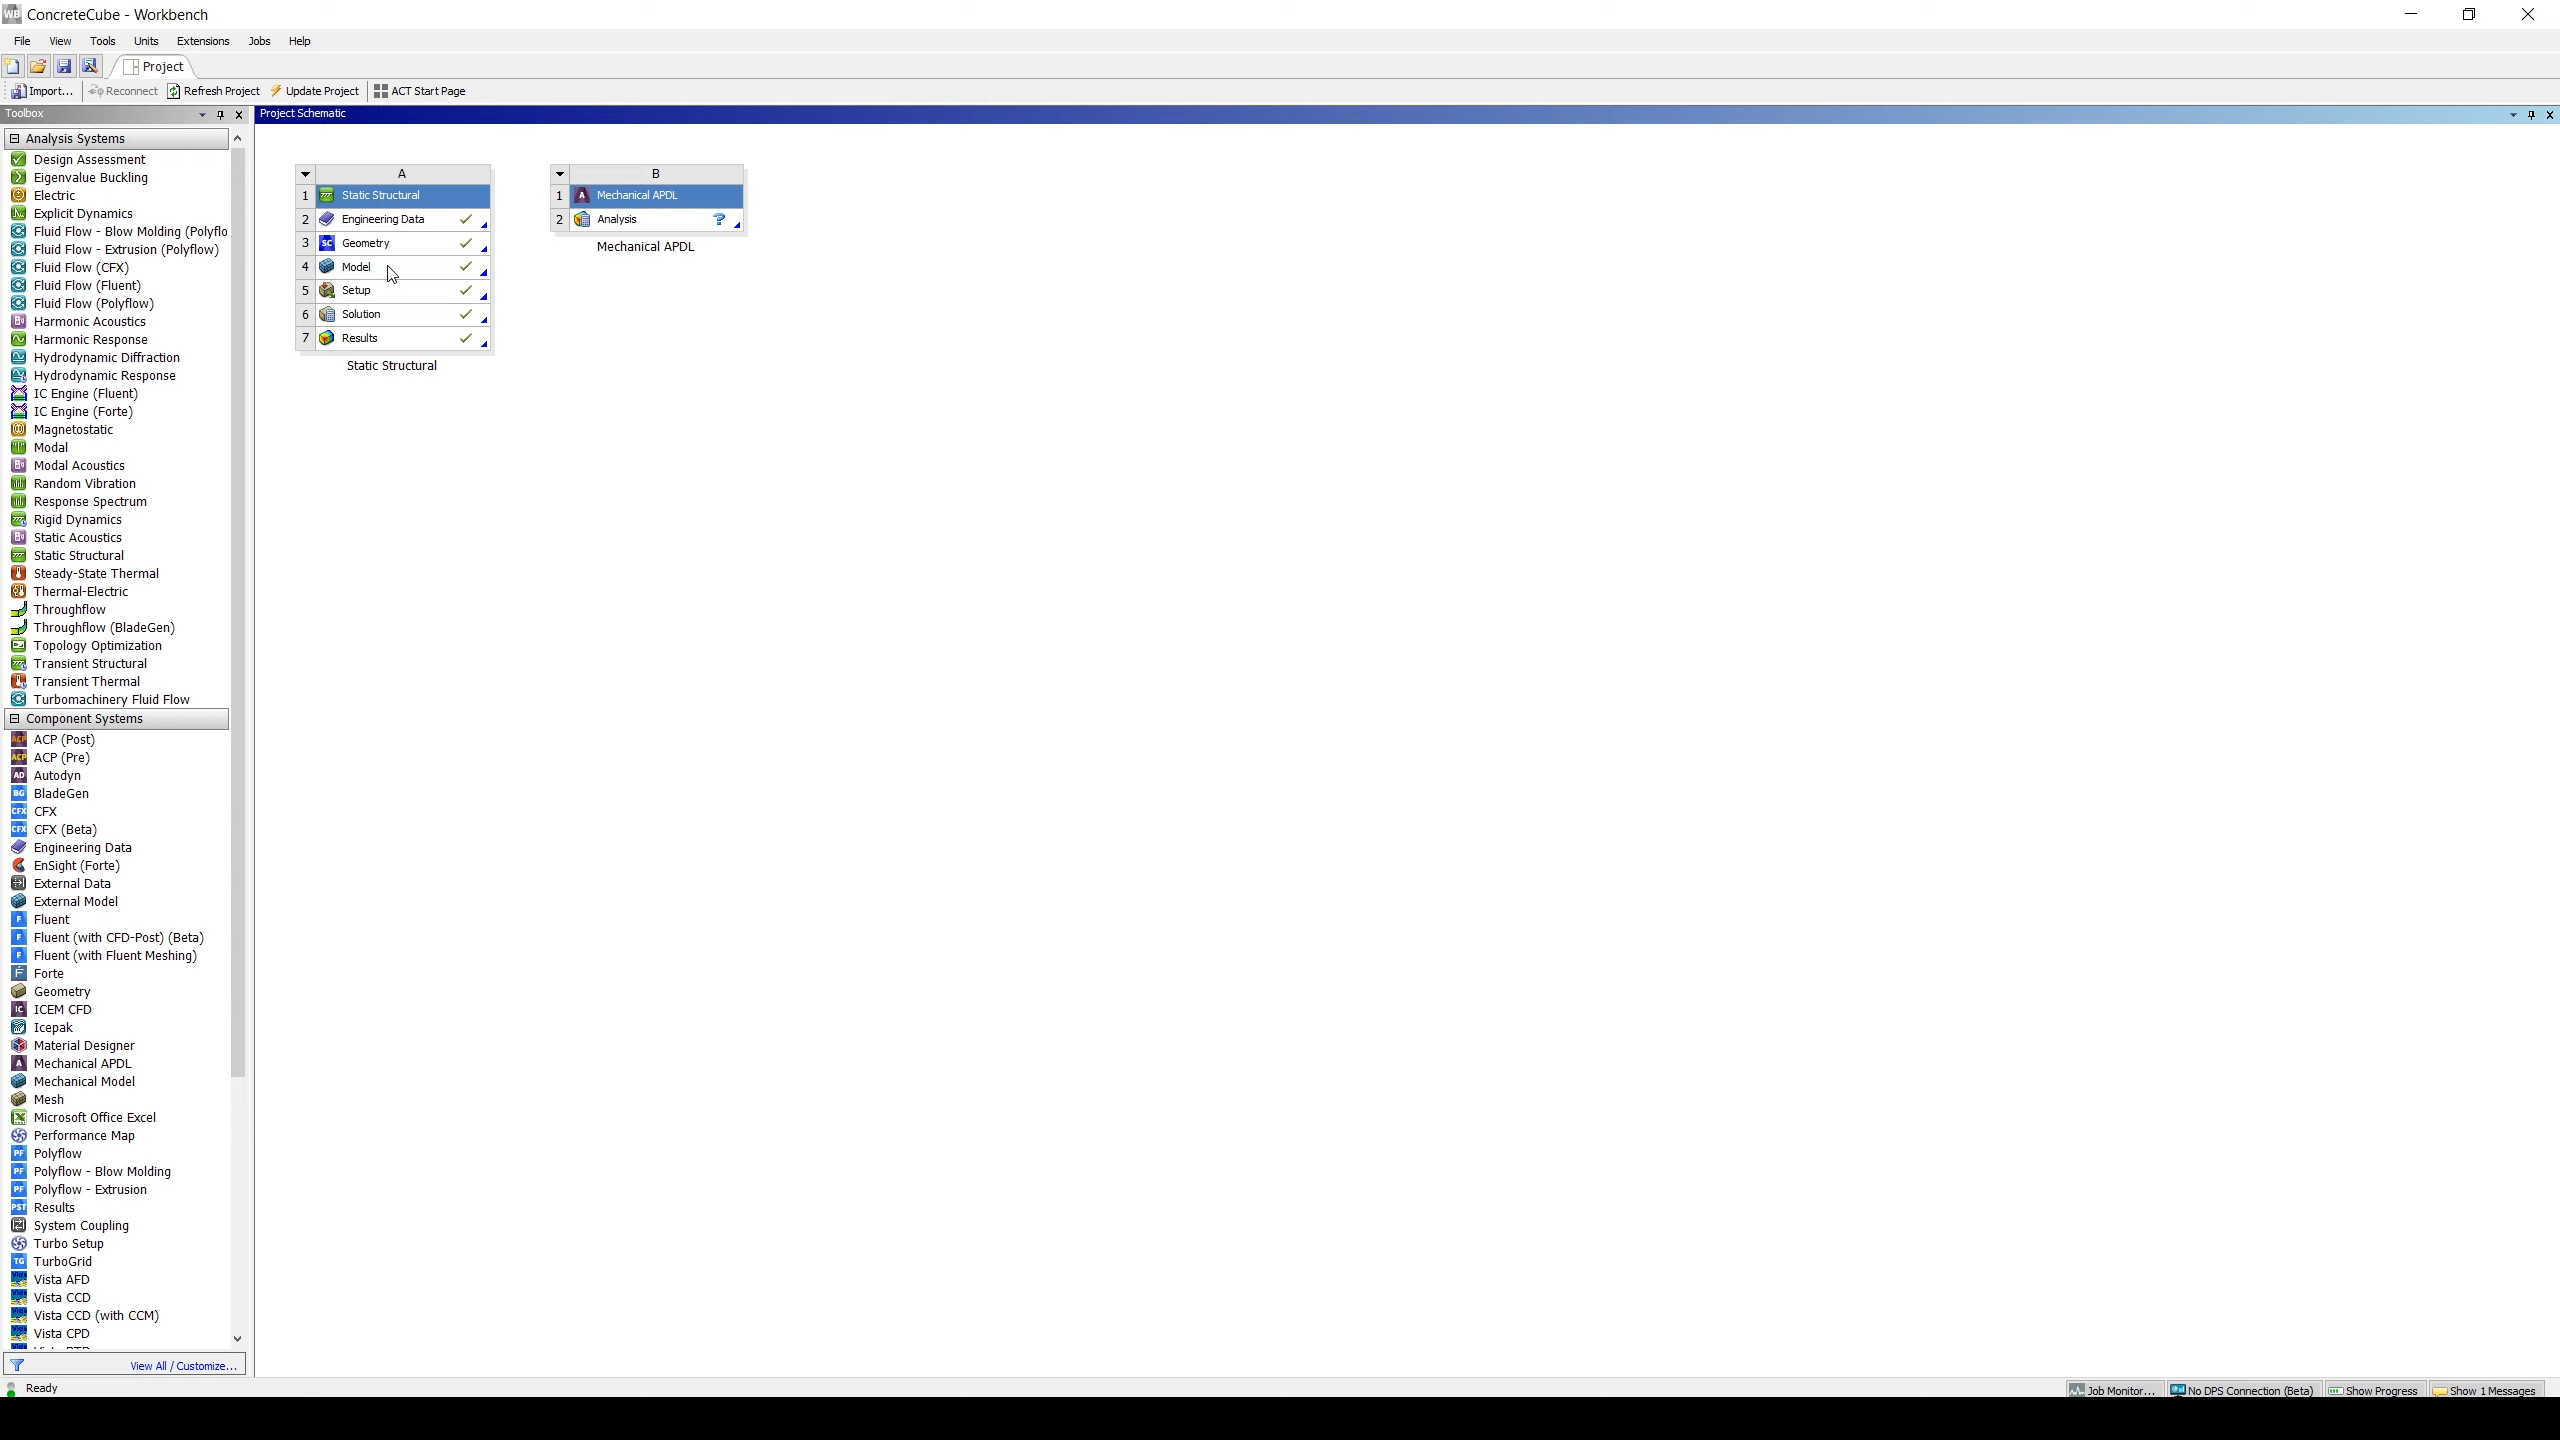 ConcreteCube - Workbench
File View Tools Units Extensions Jobs Help
Project
Import... Reconnect Refresh Project Update Project ACT Start Page
Toolbox
Analysis Systems
Design Assessment
Eigenvalue Buckling
Electric
Explicit Dynamics
Fluid Flow - Blow Molding (Polyflo
Fluid Flow - Extrusion (Polyflow)
Fluid Flow (CFX)
Fluid Flow (Fluent)
Fluid Flow (Polyflow)
Harmonic Acoustics
Harmonic Response
Hydrodynamic Diffraction
Hydrodynamic Response
IC Engine (Fluent)
IC Engine (Forte)
Magnetostatic
Modal
Modal Acoustics
Random Vibration
Response Spectrum
Rigid Dynamics
Static Acoustics
Static Structural
Steady-State Thermal
Thermal-Electric
Throughflow
Throughflow (BladeGen)
Topology Optimization
Transient Structural
Transient Thermal
Turbomachinery Fluid Flow
Component Systems
ACP (Post)
ACP (Pre)
Autodyn
BladeGen
CFX
CFX (Beta)
Engineering Data
EnSight (Forte)
External Data
External Model
Fluent
Fluent (with CFD-Post) (Beta)
Fluent (with Fluent Meshing)
Forte
Geometry
ICEM CFD
Icepak
Material Designer
Mechanical APDL
Mechanical Model
Mesh
Microsoft Office Excel
Performance Map
Polyflow
Polyflow - Blow Molding
Polyflow - Extrusion
Results
System Coupling
Turbo Setup
TurboGrid
Vista AFD
Vista CCD
Vista CCD (with CCM)
Vista CPD
View All / Customize...
Project Schematic
A
1 Static Structural
2 Engineering Data
3 Geometry
4 Model
5 Setup
6 Solution
7 Results
Static Structural
B
1 Mechanical APDL
2 Analysis
Mechanical APDL
Ready
Job Monitor... No DPS Connection (Beta) Show Progress Show 1 Messages